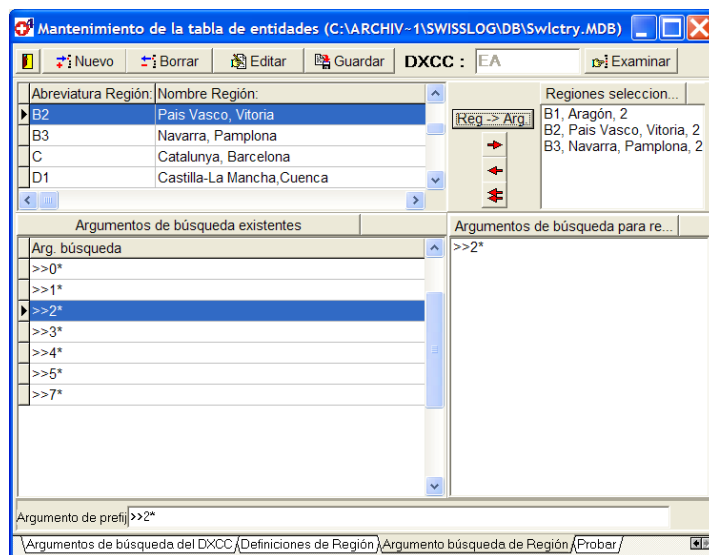 Mantenimiento de la tabla de entidades (C:\ARCHIV~1\SWISSLOG\DB\Swlctry.MDB)
Nuevo Borrar Editar Guardar DXCC : EA Examinar
Abreviatura Región: Nombre Región:
B2 Pais Vasco, Vitoria
B3 Navarra, Pamplona
C Catalunya, Barcelona
D1 Castilla-La Mancha,Cuenca
Reg -> Arg.
Regiones seleccion...
B1, Aragón, 2
B2, Pais Vasco, Vitoria, 2
B3, Navarra, Pamplona, 2
Argumentos de búsqueda existentes
Arg. búsqueda
>>0*
>>1*
>>2*
>>3*
>>4*
>>5*
>>7*
Argumentos de búsqueda para re...
>>2*
Argumento de prefij >>2*
Argumentos de búsqueda del DXCC Definiciones de Región Argumento búsqueda de Región Probar